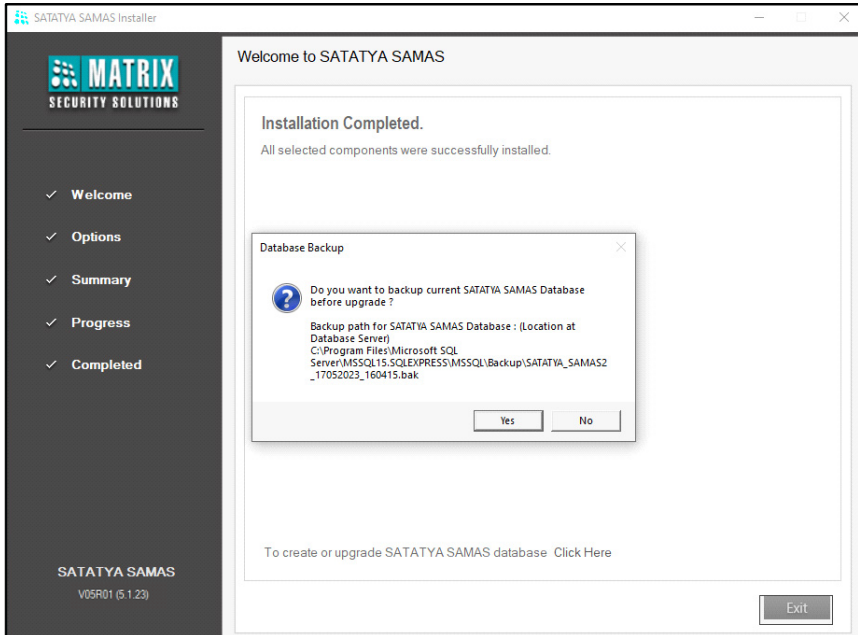 SATATYA SAMAS Installer
MATRIX
SECURITY SOLUTIONS
Welcome
Options
Summary
Progress
Completed
SATATYA SAMAS
V05R01 (5.1.23)
Welcome to SATATYA SAMAS
Installation Completed.
All selected components were successfully installed.
Database Backup
Do you want to backup current SATATYA SAMAS Database
before upgrade ?
Backup path for SATATYA SAMAS Database : (Location at
Database Server)
C:\Program Files\Microsoft SQL
Server\MSSQL15.SQLEXPRESS\MSSQL\Backup\SATATYA_SAMAS2
_17052023_160415.bak
Yes
No
To create or upgrade SATATYA SAMAS database Click Here
Exit